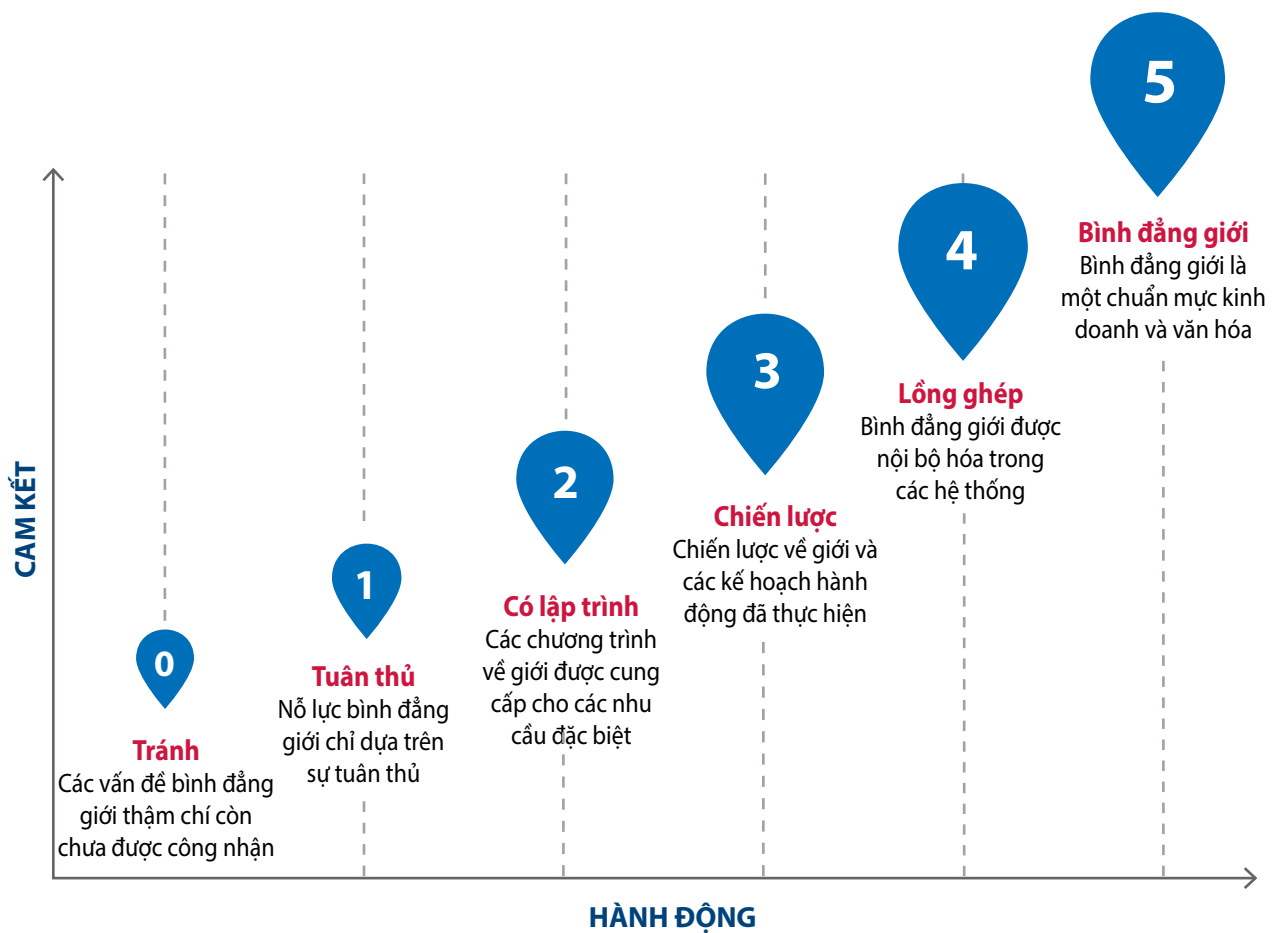 CAM KẾT
0
Tránh
Các vấn đề bình đẳng
giới thậm chí còn
chưa được công nhận
1
Tuân thủ
Nỗ lực bình đẳng
giới chỉ dựa trên
sự tuân thủ
2
Có lập trình
Các chương trình
về giới được cung
cấp cho các nhu
cầu đặc biệt
3
Chiến lược
Chiến lược về giới và
các kế hoạch hành
động đã thực hiện
4
Lồng ghép
Bình đẳng giới được
nội bộ hóa trong
các hệ thống
5
Bình đẳng giới
Bình đẳng giới là
một chuẩn mực kinh
doanh và văn hóa
HÀNH ĐỘNG